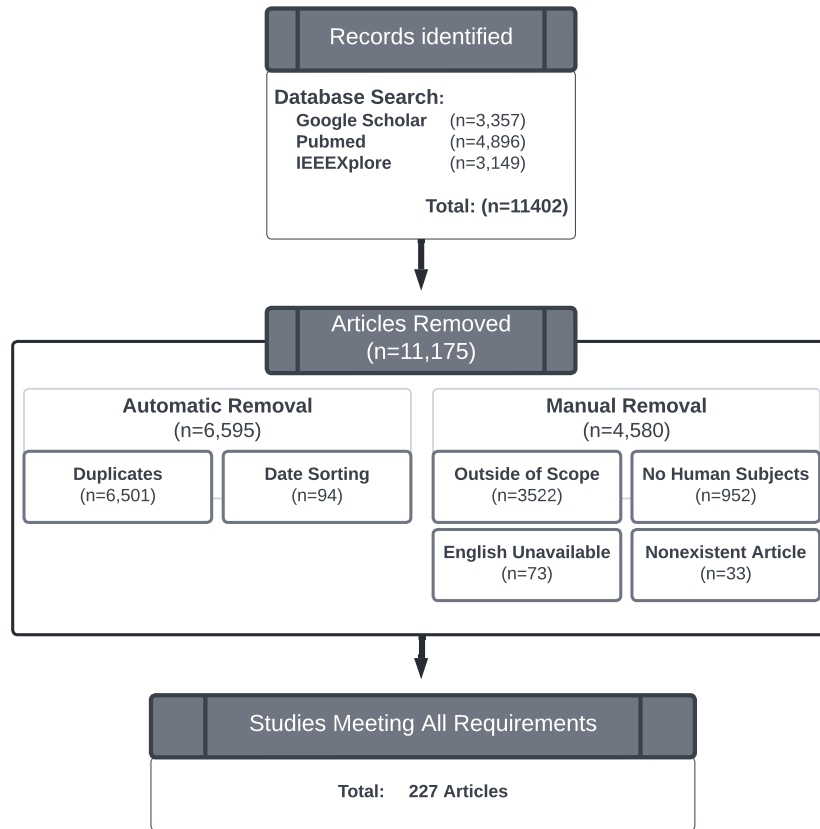 Records identified
Database Search:
Google Scholar (n=3,357)
Pubmed (n=4,896)
IEEEXplore (n=3,149)
Total: (n=11402)
Articles Removed
(n=11,175)
Automatic Removal
(n=6,595)
Duplicates
(n=6,501)
Date Sorting
(n=94)
Manual Removal
(n=4,580)
Outside of Scope
(n=3522)
No Human Subjects
(n=952)
English Unavailable
(n=73)
Nonexistent Article
(n=33)
Studies Meeting All Requirements
Total: 227 Articles